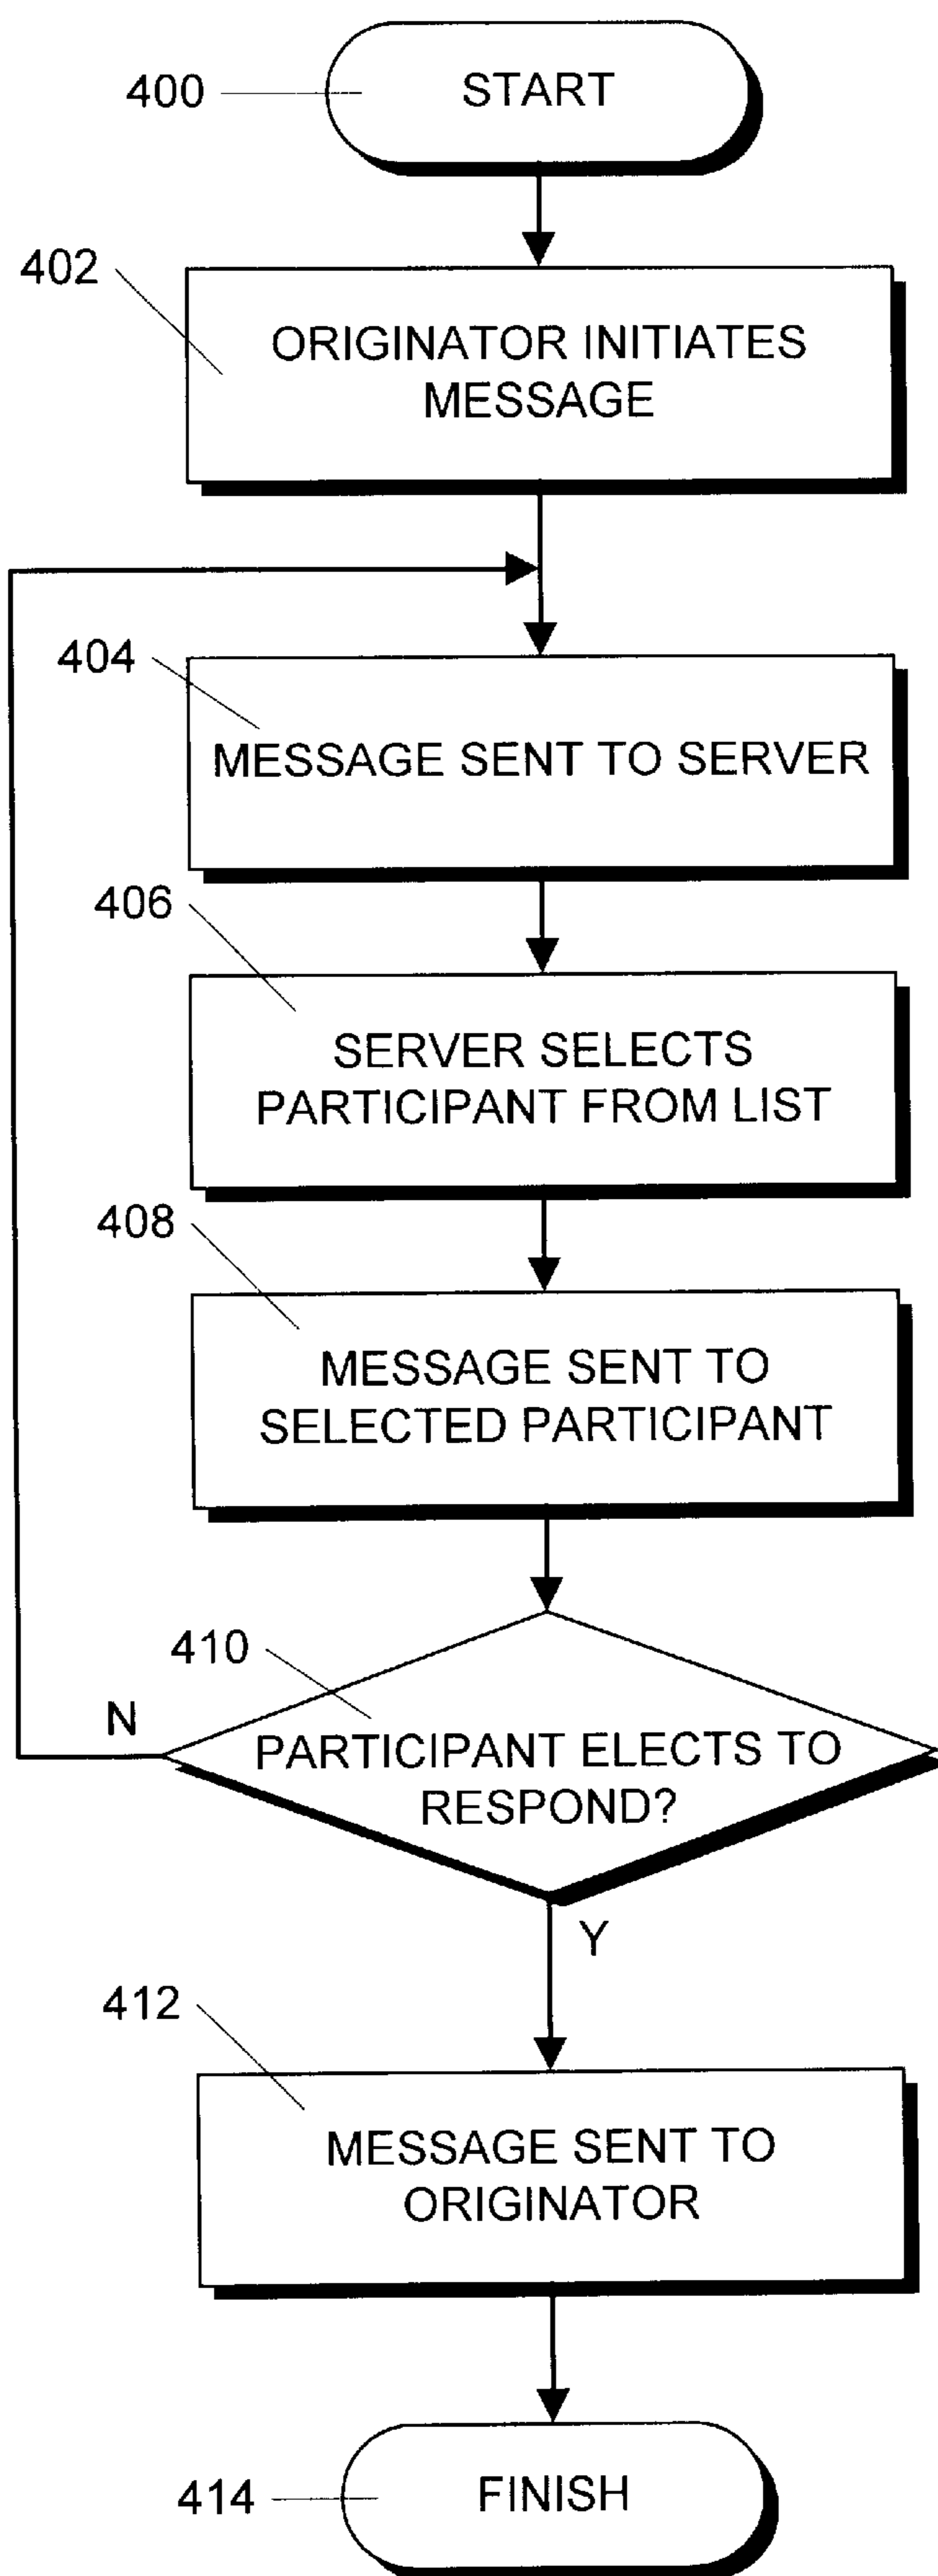 400
START
402
ORIGINATOR INITIATES
MESSAGE
404
MESSAGE SENT TO SERVER
406
SERVER SELECTS
PARTICIPANT FROM LIST
408
MESSAGE SENT TO
SELECTED PARTICIPANT
410
N
PARTICIPANT ELECTS TO
RESPOND?
Y
412
MESSAGE SENT TO
ORIGINATOR
414
FINISH